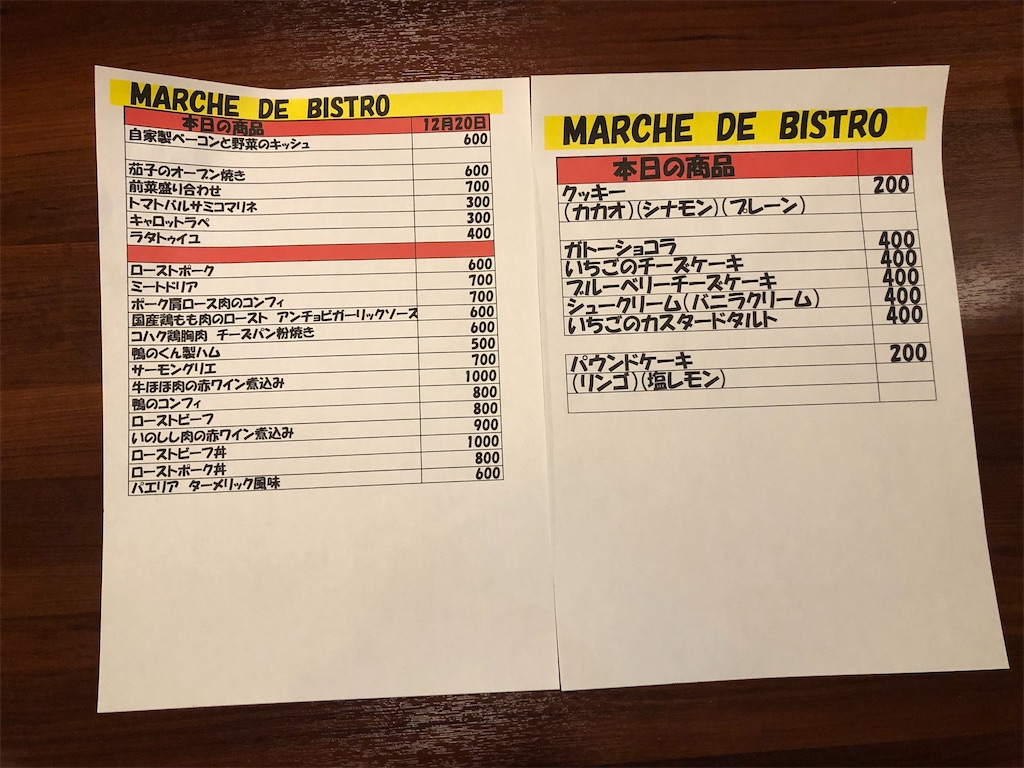 MARCHE DE BISTRO
本日の商品 12月20日
自家製ベーコンと野菜のキッシュ 600
茄子のオーブン焼き 600
前菜盛り合わせ 700
トマトバルサミコマリネ 300
キャロットラペ 300
ラタトゥイユ 400
ローストポーク 600
ミートドリア 700
ポーク肩ロース肉のコンフィ 700
国産鶏もも肉のロースト アンチョビガーリックソース 600
コハク鶏胸肉 チーズパン粉焼き 600
鴨のくん製ハム 500
サーモングリエ 700
牛ほほ肉の赤ワイン煮込み 1000
鴨のコンフィ 800
ローストビーフ 800
いのしし肉の赤ワイン煮込み 900
ローストビーフ丼 1000
ローストポーク丼 800
パエリア ターメリック風味 600
MARCHE DE BISTRO
本日の商品
クッキー 200
(カカオ)(シナモン)(プレーン)
ガトーショコラ 400
いちごのチーズケーキ 400
ブルーベリーチーズケーキ 400
シュークリーム(バニラクリーム) 400
いちごのカスタードタルト 400
パウンドケーキ 200
(リンゴ)(塩レモン)